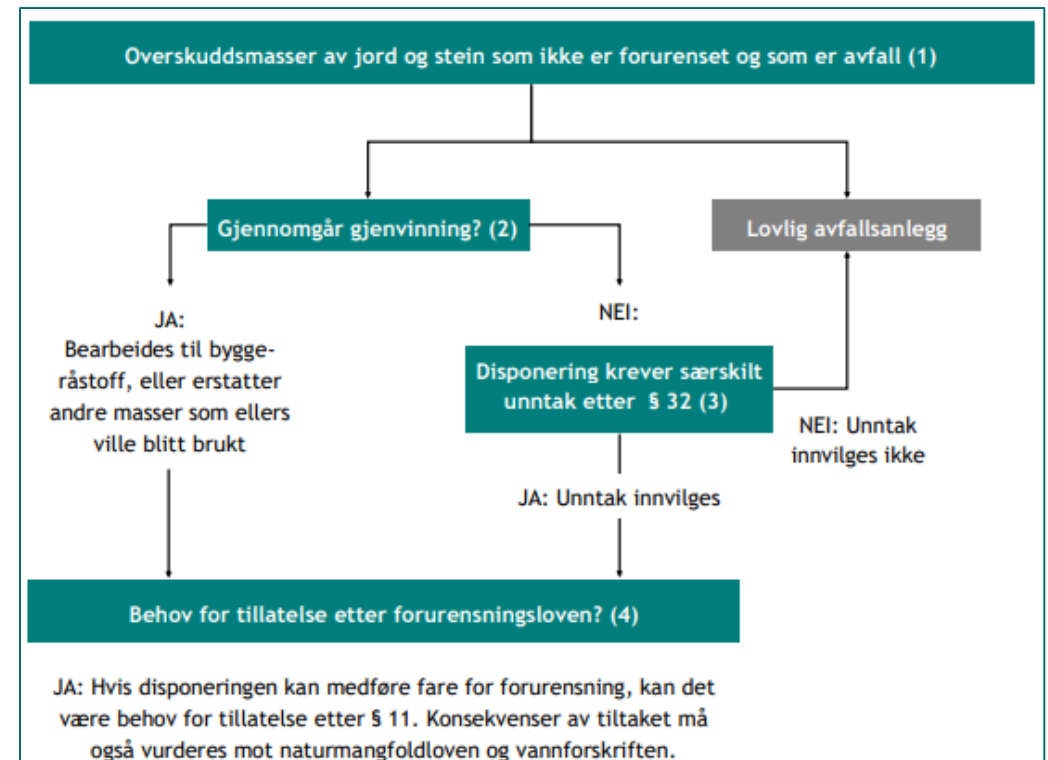 Overskuddsmasser av jord og stein som ikke er forurenset og som er avfall (1)
Gjennomgår gjenvinning? (2)
Lovlig avfallsanlegg
JA:
Bearbeides til bygge-
råstoff, eller erstatter
andre masser som ellers
ville blitt brukt
NEI:
Disponering krever særskilt
unntak etter § 32 (3)
NEI: Unntak
innvilges ikke
JA: Unntak innvilges
Behov for tillatelse etter forurensningsloven? (4)
JA: Hvis disponeringen kan medføre fare for forurensning, kan det
være behov for tillatelse etter § 11. Konsekvenser av tiltaket må
også vurderes mot naturmangfoldloven og vannforskriften.